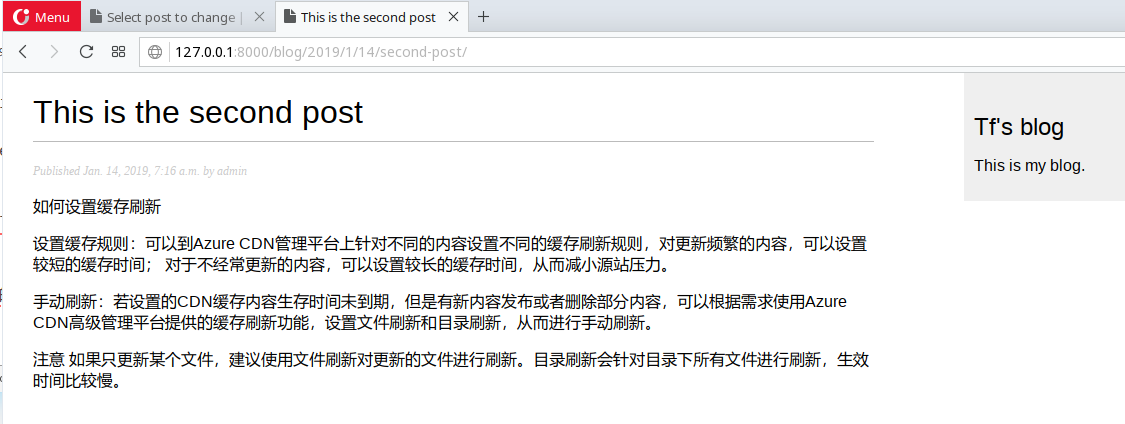 Menu
Select post to change |
This is the second post
127.0.0.1:8000/blog/2019/1/14/second-post/
This is the second post
Published Jan. 14, 2019, 7:16 a.m. by admin
如何设置缓存刷新
设置缓存规则：可以到Azure CDN管理平台上针对不同的内容设置不同的缓存刷新规则，对更新频繁的内容，可以设置
较短的缓存时间； 对于不经常更新的内容，可以设置较长的缓存时间，从而减小源站压力。
手动刷新：若设置的CDN缓存内容生存时间未到期，但是有新内容发布或者删除部分内容，可以根据需求使用Azure
CDN高级管理平台提供的缓存刷新功能，设置文件刷新和目录刷新，从而进行手动刷新。
注意 如果只更新某个文件，建议使用文件刷新对更新的文件进行刷新。目录刷新会针对目录下所有文件进行刷新，生效
时间比较慢。
Tf's blog
This is my blog.